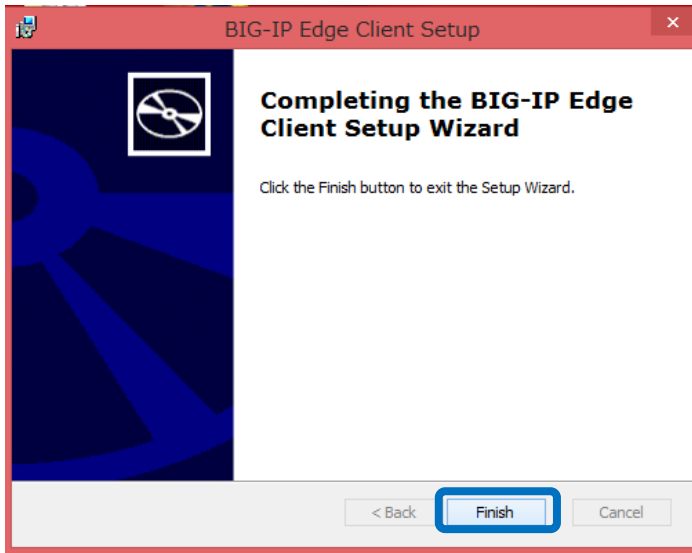 BIG-IP Edge Client Setup
Completing the BIG-IP Edge
Client Setup Wizard
Click the Finish button to exit the Setup Wizard.
< Back Finish Cancel